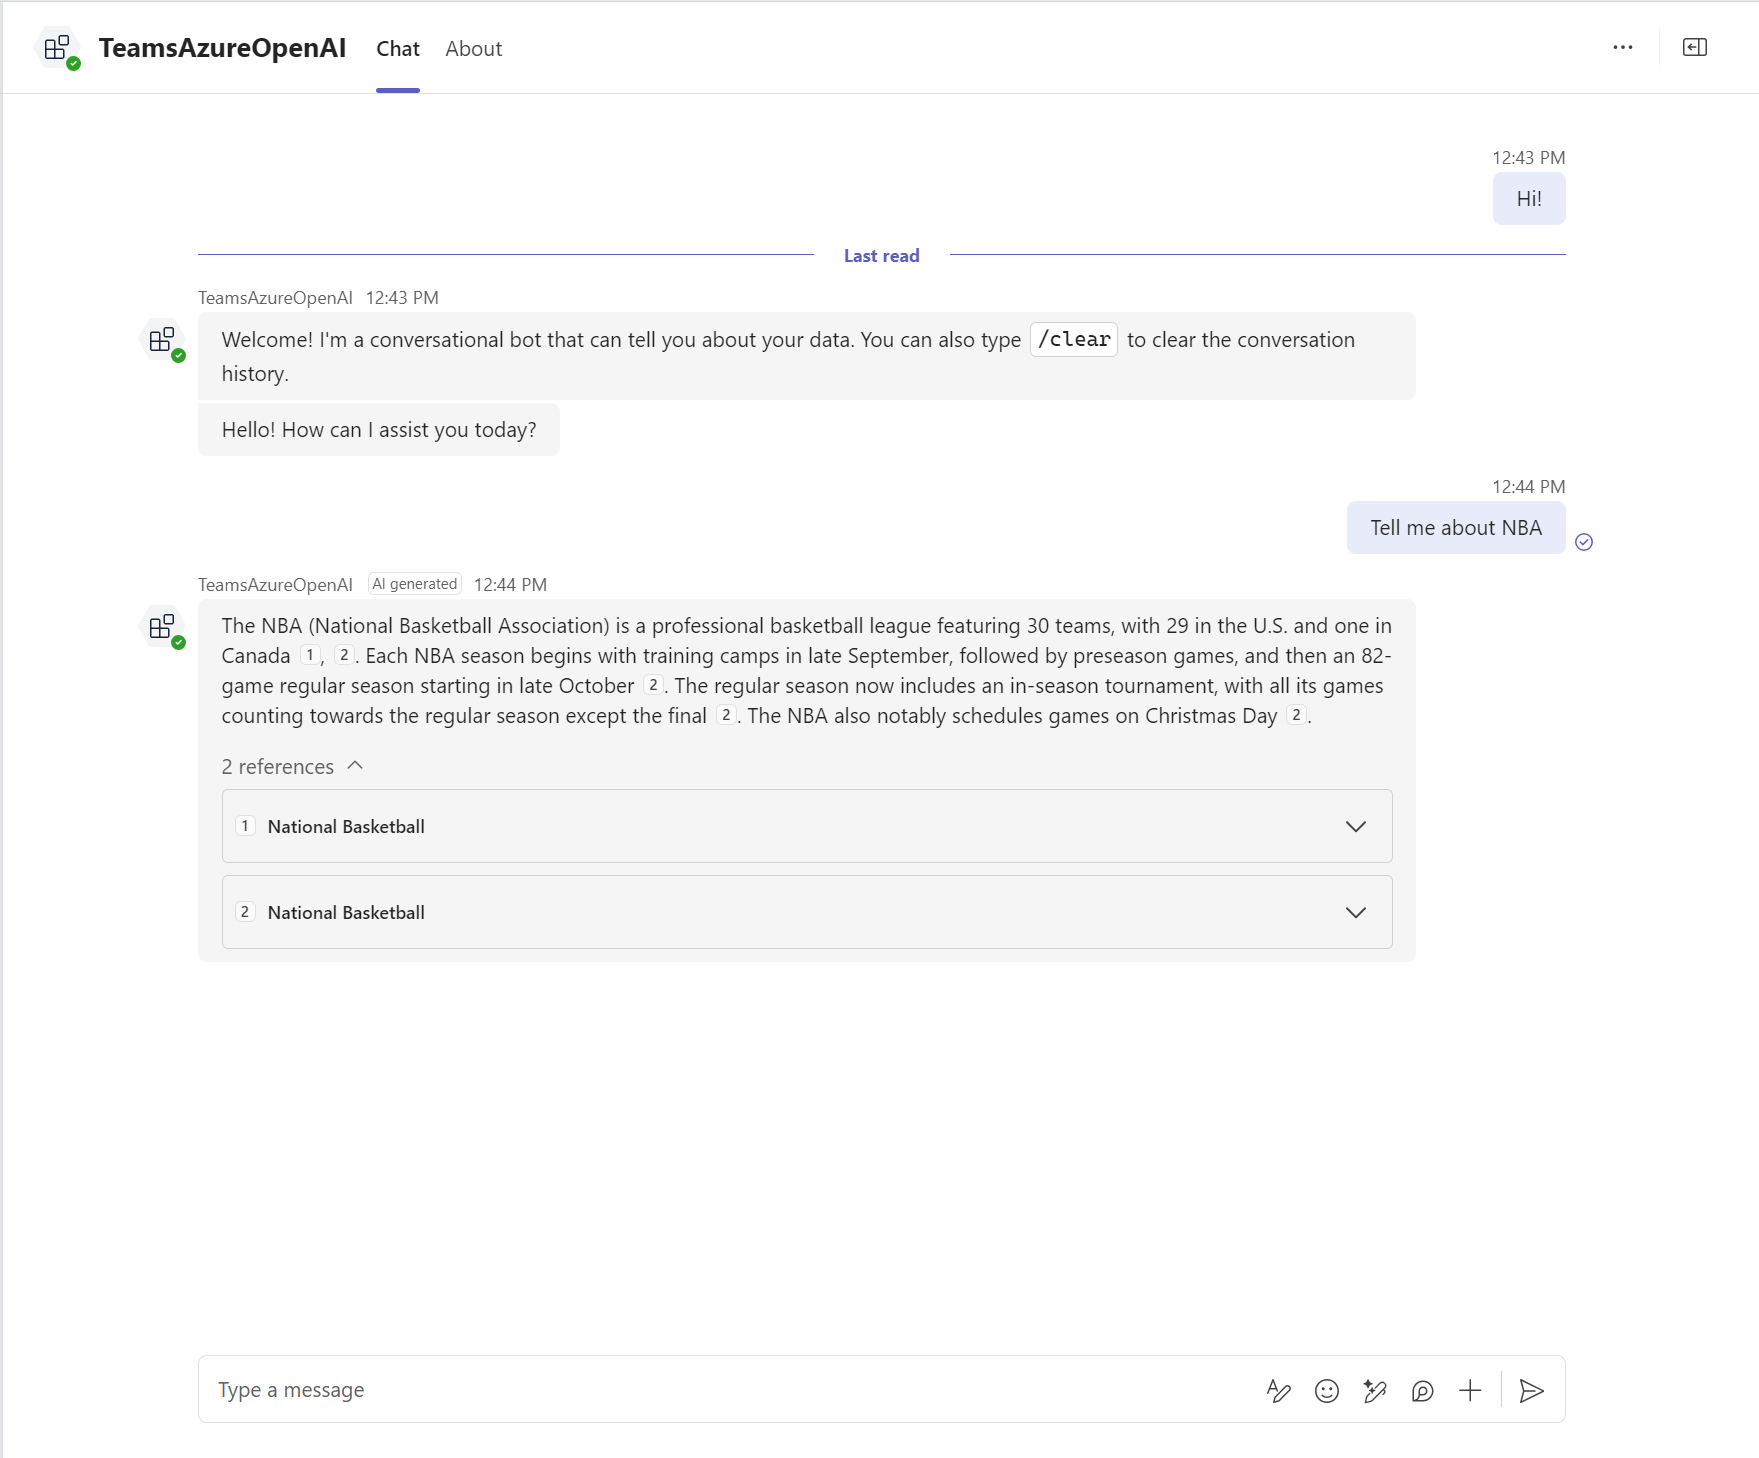 TeamsAzureOpenAI Chat About
12:43 PM
Hi!
Last read
TeamsAzureOpenAI 12:43 PM
Welcome! I'm a conversational bot that can tell you about your data. You can also type /clear to clear the conversation
history.
Hello! How can I assist you today?
12:44 PM
Tell me about NBA
TeamsAzureOpenAI AI generated 12:44 PM
The NBA (National Basketball Association) is a professional basketball league featuring 30 teams, with 29 in the U.S. and one in
Canada 1, 2. Each NBA season begins with training camps in late September, followed by preseason games, and then an 82-
game regular season starting in late October 2. The regular season now includes an in-season tournament, with all its games
counting towards the regular season except the final 2. The NBA also notably schedules games on Christmas Day 2.
2 references
1 National Basketball
2 National Basketball
Type a message